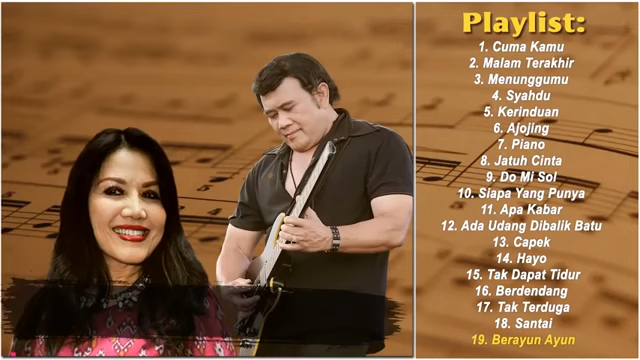 Playlist:
1. Cuma Kamu
2. Malam Terakhir
3. Menunggumu
4. Syahdu
5. Kerinduan
6. Ajojing
7. Piano
8. Jatuh Cinta
9. Do Mi Sol
10. Siapa Yang Punya
11. Apa Kabar
12. Ada Udang Dibalik Batu
13. Capek
14. Hayo
15. Tak Dapat Tidur
16. Berdendang
17. Tak Terduga
18. Santai
19. Berayun Ayun